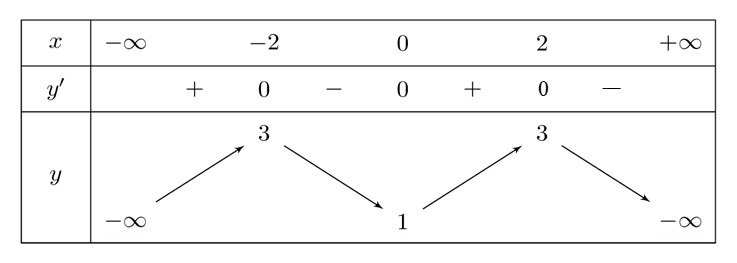 x −∞ −2 0 2 +∞
y′ + 0 − 0 + 0 −
3 3
y
−∞ 1 −∞